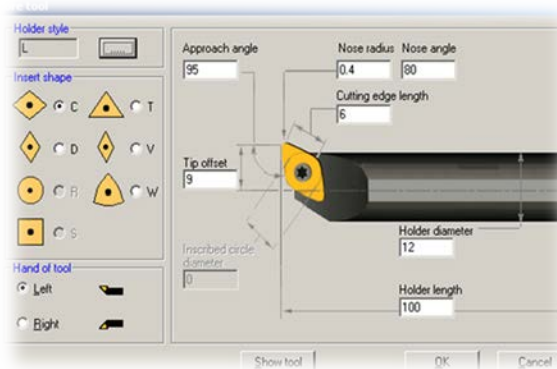 e tool
Holder style
L
.....
Insert shape
C
T
D
V
R
W
S
Hand of tool
Left
Right
Approach angle
95
Nose radius
Nose angle
0.4
80
Cutting edge length
6
Tip offset
9
Inscribed circle
diameter
0
Holder diameter
12
Holder length
100
Show tool
OK
Cancel